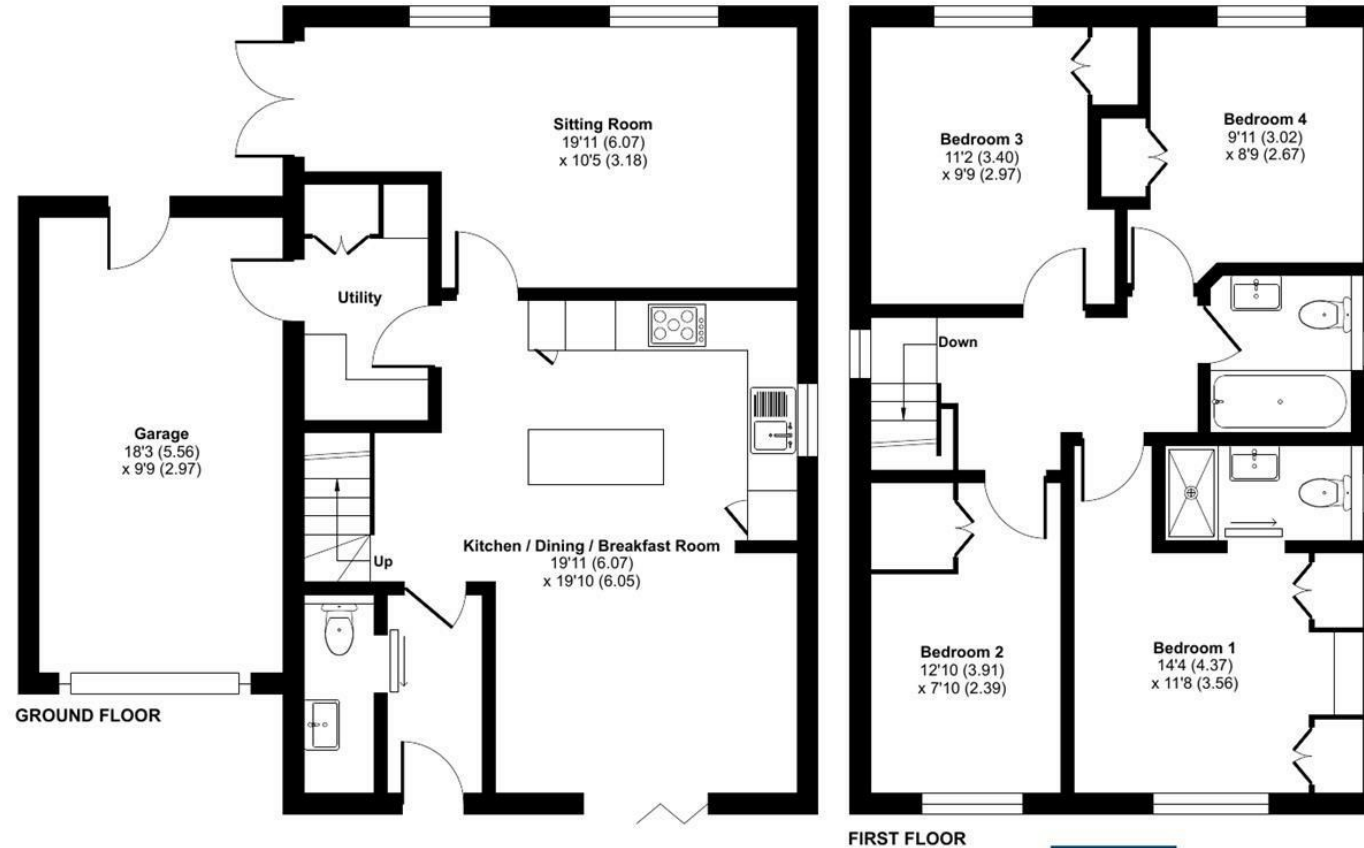 Sitting Room
19'11 (6.07)
x 10'5 (3.18)
Utility
Garage
18'3 (5.56)
x 9'9 (2.97)
Up
Kitchen / Dining / Breakfast Room
19'11 (6.07)
x 19'10 (6.05)
GROUND FLOOR
Bedroom 3
11'2 (3.40)
x 9'9 (2.97)
Bedroom 4
9'11 (3.02)
x 8'9 (2.67)
Down
Bedroom 2
12'10 (3.91)
x 7'10 (2.39)
Bedroom 1
14'4 (4.37)
x 11'8 (3.56)
FIRST FLOOR